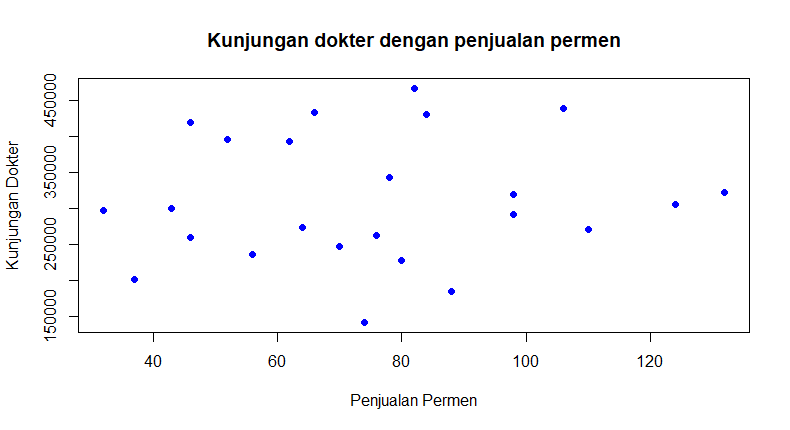 Kunjungan dokter dengan penjualan permen
Kunjungan Dokter
450000
350000
250000
150000
40 60 80 100 120
Penjualan Permen